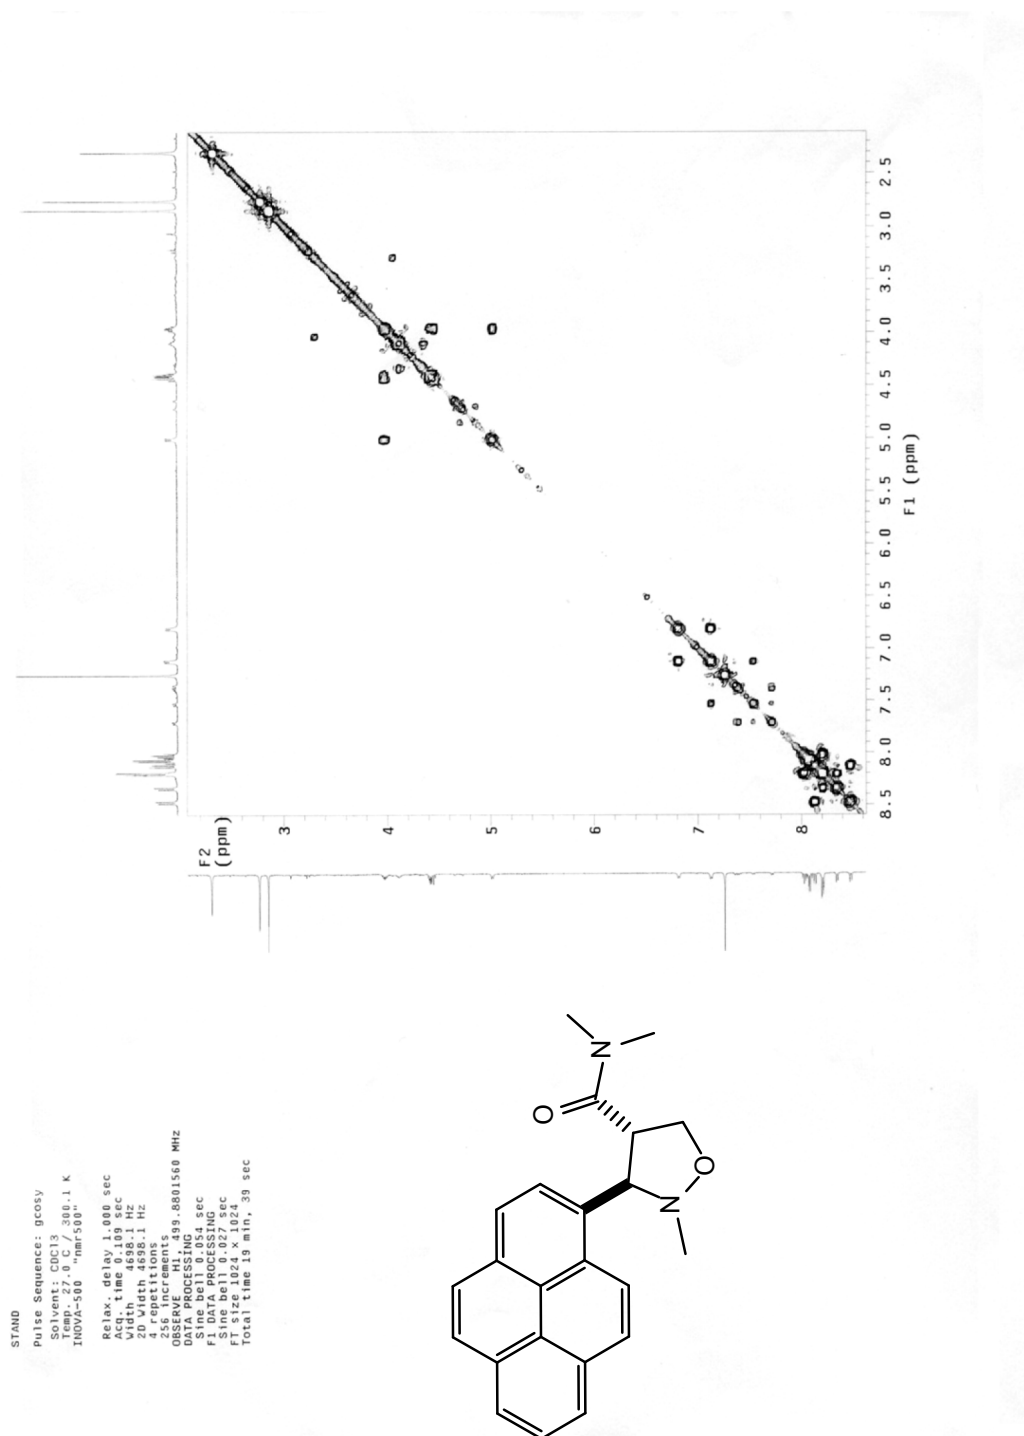 STAND
Pulse Sequence: gcosy
Solvent: CDCl3
Temp. 27.0 C / 300.1 K
INOVA-500 "nmr500"
Relax. delay 1.000 sec
Acq. time 0.109 sec
Width 4698.1 Hz
2D Width 4698.1 Hz
4 repetitions
256 increments
OBSERVE H1, 499.8801560 MHz
DATA PROCESSING
Sine bell 0.054 sec
F1 DATA PROCESSING
Sine bell 0.027 sec
FT size 1024 x 1024
Total time 19 min, 39 sec
F2
(ppm)
3
4
5
6
7
8
2.5
3.0
3.5
4.0
4.5
5.0
5.5
6.0
6.5
7.0
7.5
8.0
8.5
F1 (ppm)
O
N
N
O